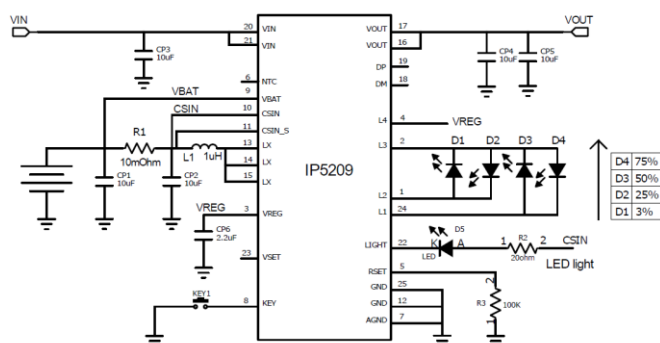 VIN
20
VIN
21
VIN
CP3
10uF
6
NTC
VBAT
9
VBAT
CSIN
10
CSIN
11
CSIN_S
R1
10mOhm
L1
1uH
13
LX
14
LX
15
LX
CP1
10uF
CP2
10uF
VREG
3
VREG
CP6
2.2uF
23
VSET
KEY1
8
KEY
IP5209
VOUT
17
VOUT
VOUT
16
CP4
10uF
CP5
10uF
DP
19
DM
18
L4
4
VREG
L3
2
D1
D2
D3
D4
L2
1
L1
24
D4 75%
D3 50%
D2 25%
D1 3%
LIGHT
22
K
A
D5
LED
1
R2
2
20ohm
CSIN
LED light
RSET
5
GND
25
GND
12
AGND
7
2
R3
100K
1